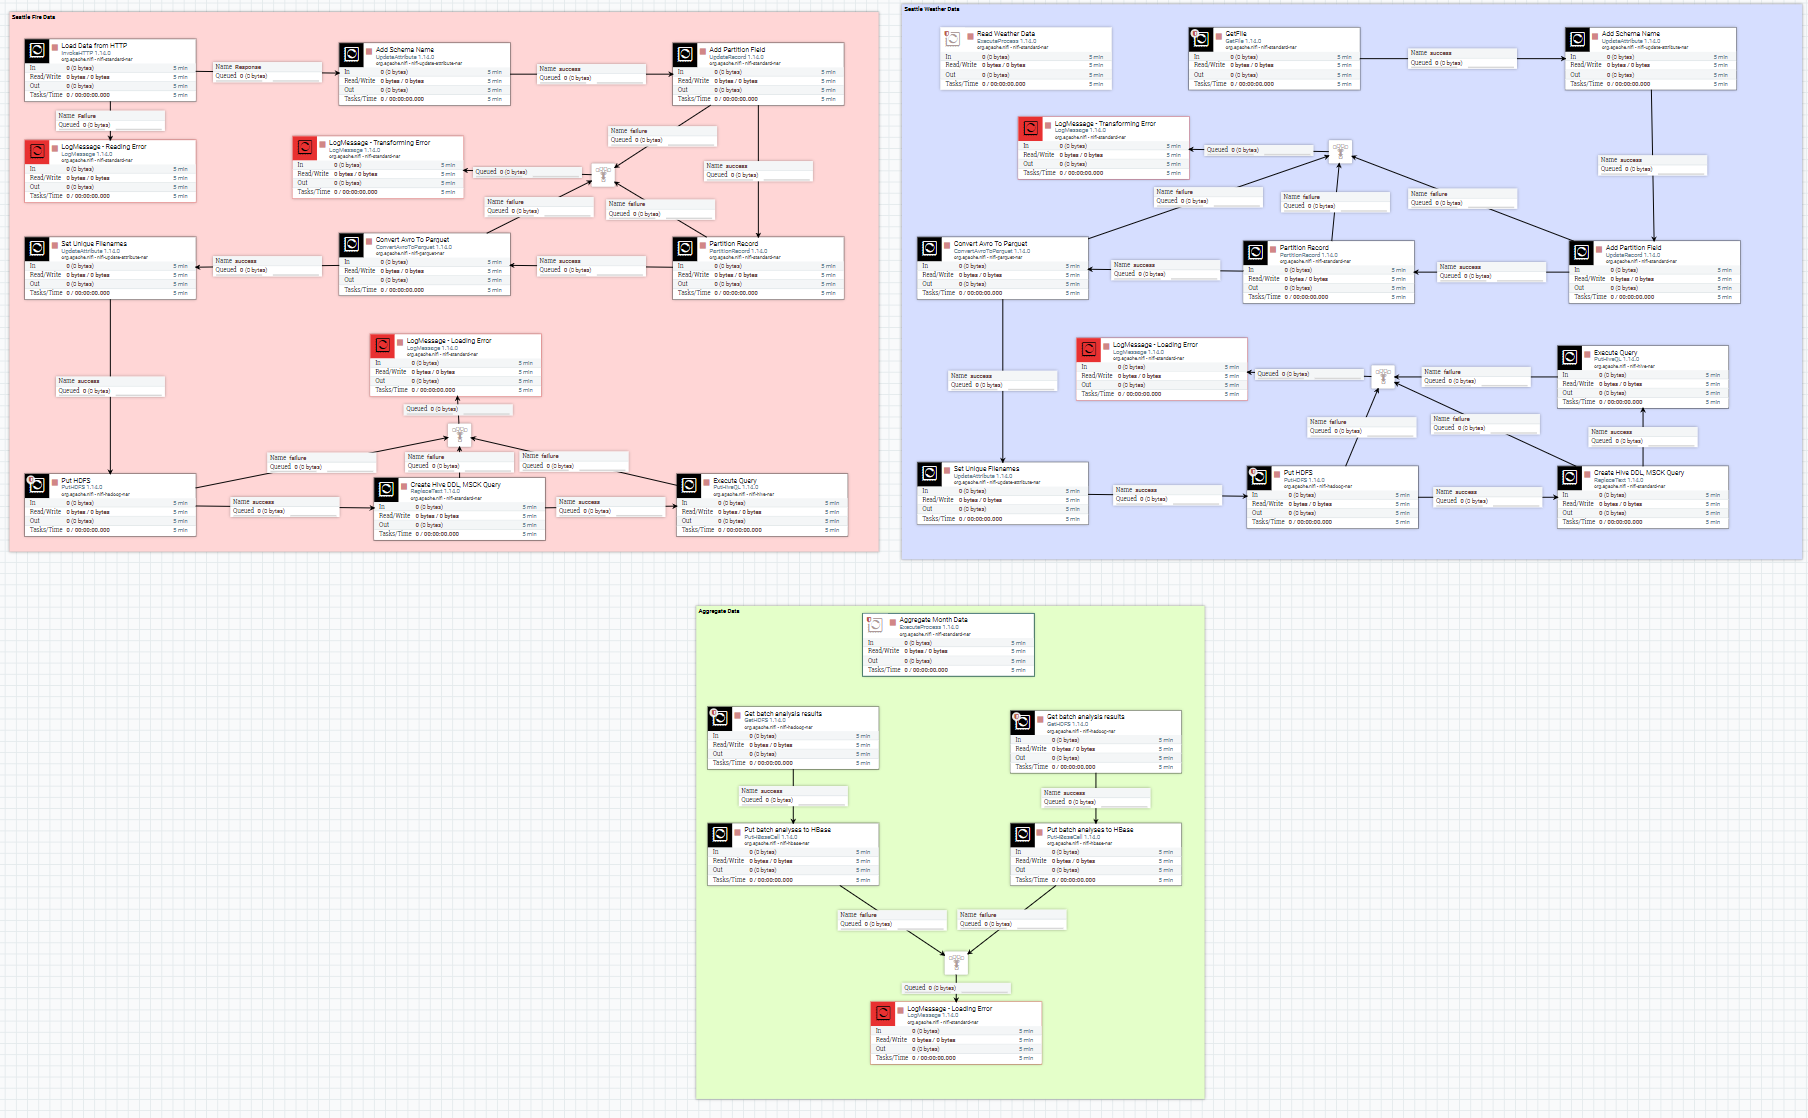 Seattle Fire Data
Load Data from HTTP
InvokeHTTP 1.14.0
org.apache.nifi - nifi-standard-nar
In 0 (0 bytes) 5 min
Read/Write 0 bytes / 0 bytes 5 min
Out 0 (0 bytes) 5 min
Tasks/Time 0 / 00:00:00.000 5 min
Name Response
Queued 0 (0 bytes)
Add Schema Name
UpdateAttribute 1.14.0
org.apache.nifi - nifi-update-attribute-nar
In 0 (0 bytes) 5 min
Read/Write 0 bytes / 0 bytes 5 min
Out 0 (0 bytes) 5 min
Tasks/Time 0 / 00:00:00.000 5 min
Name success
Queued 0 (0 bytes)
Add Partition Field
UpdateRecord 1.14.0
org.apache.nifi - nifi-standard-nar
In 0 (0 bytes) 5 min
Read/Write 0 bytes / 0 bytes 5 min
Out 0 (0 bytes) 5 min
Tasks/Time 0 / 00:00:00.000 5 min
Name Failure
Queued 0 (0 bytes)
Name failure
Queued 0 (0 bytes)
LogMessage - Reading Error
LogMessage 1.14.0
org.apache.nifi - nifi-standard-nar
In 0 (0 bytes) 5 min
Read/Write 0 bytes / 0 bytes 5 min
Out 0 (0 bytes) 5 min
Tasks/Time 0 / 00:00:00.000 5 min
LogMessage - Transforming Error
LogMessage 1.14.0
org.apache.nifi - nifi-standard-nar
In 0 (0 bytes) 5 min
Read/Write 0 bytes / 0 bytes 5 min
Out 0 (0 bytes) 5 min
Tasks/Time 0 / 00:00:00.000 5 min
Queued 0 (0 bytes)
Name success
Queued 0 (0 bytes)
Name failure
Queued 0 (0 bytes)
Name failure
Queued 0 (0 bytes)
Set Unique Filenames
UpdateAttribute 1.14.0
org.apache.nifi - nifi-update-attribute-nar
In 0 (0 bytes) 5 min
Read/Write 0 bytes / 0 bytes 5 min
Out 0 (0 bytes) 5 min
Tasks/Time 0 / 00:00:00.000 5 min
Name success
Queued 0 (0 bytes)
Convert Avro To Parquet
ConvertAvroToParquet 1.14.0
org.apache.nifi - nifi-parquet-nar
In 0 (0 bytes) 5 min
Read/Write 0 bytes / 0 bytes 5 min
Out 0 (0 bytes) 5 min
Tasks/Time 0 / 00:00:00.000 5 min
Name success
Queued 0 (0 bytes)
Partition Record
PartitionRecord 1.14.0
org.apache.nifi - nifi-standard-nar
In 0 (0 bytes) 5 min
Read/Write 0 bytes / 0 bytes 5 min
Out 0 (0 bytes) 5 min
Tasks/Time 0 / 00:00:00.000 5 min
LogMessage - Loading Error
LogMessage 1.14.0
org.apache.nifi - nifi-standard-nar
In 0 (0 bytes) 5 min
Read/Write 0 bytes / 0 bytes 5 min
Out 0 (0 bytes) 5 min
Tasks/Time 0 / 00:00:00.000 5 min
Name success
Queued 0 (0 bytes)
Queued 0 (0 bytes)
Name failure
Queued 0 (0 bytes)
Name failure
Queued 0 (0 bytes)
Name failure
Queued 0 (0 bytes)
Put HDFS
PutHDFS 1.14.0
org.apache.nifi - nifi-hadoop-nar
In 0 (0 bytes) 5 min
Read/Write 0 bytes / 0 bytes 5 min
Out 0 (0 bytes) 5 min
Tasks/Time 0 / 00:00:00.000 5 min
Name success
Queued 0 (0 bytes)
Create Hive DDL, MSCK Query
ReplaceText 1.14.0
org.apache.nifi - nifi-standard-nar
In 0 (0 bytes) 5 min
Read/Write 0 bytes / 0 bytes 5 min
Out 0 (0 bytes) 5 min
Tasks/Time 0 / 00:00:00.000 5 min
Name success
Queued 0 (0 bytes)
Execute Query
PutHiveQL 1.14.0
org.apache.nifi - nifi-hive-nar
In 0 (0 bytes) 5 min
Read/Write 0 bytes / 0 bytes 5 min
Out 0 (0 bytes) 5 min
Tasks/Time 0 / 00:00:00.000 5 min
Seattle Weather Data
Read Weather Data
ExecuteProcess 1.14.0
org.apache.nifi - nifi-standard-nar
In 0 (0 bytes) 5 min
Read/Write 0 bytes / 0 bytes 5 min
Out 0 (0 bytes) 5 min
Tasks/Time 0 / 00:00:00.000 5 min
GetFile
GetFile 1.14.0
org.apache.nifi - nifi-standard-nar
In 0 (0 bytes) 5 min
Read/Write 0 bytes / 0 bytes 5 min
Out 0 (0 bytes) 5 min
Tasks/Time 0 / 00:00:00.000 5 min
Name success
Queued 0 (0 bytes)
Add Schema Name
UpdateAttribute 1.14.0
org.apache.nifi - nifi-update-attribute-nar
In 0 (0 bytes) 5 min
Read/Write 0 bytes / 0 bytes 5 min
Out 0 (0 bytes) 5 min
Tasks/Time 0 / 00:00:00.000 5 min
LogMessage - Transforming Error
LogMessage 1.14.0
org.apache.nifi - nifi-standard-nar
In 0 (0 bytes) 5 min
Read/Write 0 bytes / 0 bytes 5 min
Out 0 (0 bytes) 5 min
Tasks/Time 0 / 00:00:00.000 5 min
Queued 0 (0 bytes)
Name success
Queued 0 (0 bytes)
Name failure
Queued 0 (0 bytes)
Name failure
Queued 0 (0 bytes)
Name failure
Queued 0 (0 bytes)
Convert Avro To Parquet
ConvertAvroToParquet 1.14.0
org.apache.nifi - nifi-parquet-nar
In 0 (0 bytes) 5 min
Read/Write 0 bytes / 0 bytes 5 min
Out 0 (0 bytes) 5 min
Tasks/Time 0 / 00:00:00.000 5 min
Name success
Queued 0 (0 bytes)
Partition Record
PartitionRecord 1.14.0
org.apache.nifi - nifi-standard-nar
In 0 (0 bytes) 5 min
Read/Write 0 bytes / 0 bytes 5 min
Out 0 (0 bytes) 5 min
Tasks/Time 0 / 00:00:00.000 5 min
Name success
Queued 0 (0 bytes)
Add Partition Field
UpdateRecord 1.14.0
org.apache.nifi - nifi-standard-nar
In 0 (0 bytes) 5 min
Read/Write 0 bytes / 0 bytes 5 min
Out 0 (0 bytes) 5 min
Tasks/Time 0 / 00:00:00.000 5 min
Name success
Queued 0 (0 bytes)
LogMessage - Loading Error
LogMessage 1.14.0
org.apache.nifi - nifi-standard-nar
In 0 (0 bytes) 5 min
Read/Write 0 bytes / 0 bytes 5 min
Out 0 (0 bytes) 5 min
Tasks/Time 0 / 00:00:00.000 5 min
Queued 0 (0 bytes)
Name failure
Queued 0 (0 bytes)
Execute Query
PutHiveQL 1.14.0
org.apache.nifi - nifi-hive-nar
In 0 (0 bytes) 5 min
Read/Write 0 bytes / 0 bytes 5 min
Out 0 (0 bytes) 5 min
Tasks/Time 0 / 00:00:00.000 5 min
Name failure
Queued 0 (0 bytes)
Name failure
Queued 0 (0 bytes)
Name success
Queued 0 (0 bytes)
Set Unique Filenames
UpdateAttribute 1.14.0
org.apache.nifi - nifi-update-attribute-nar
In 0 (0 bytes) 5 min
Read/Write 0 bytes / 0 bytes 5 min
Out 0 (0 bytes) 5 min
Tasks/Time 0 / 00:00:00.000 5 min
Name success
Queued 0 (0 bytes)
Put HDFS
PutHDFS 1.14.0
org.apache.nifi - nifi-hadoop-nar
In 0 (0 bytes) 5 min
Read/Write 0 bytes / 0 bytes 5 min
Out 0 (0 bytes) 5 min
Tasks/Time 0 / 00:00:00.000 5 min
Name success
Queued 0 (0 bytes)
Create Hive DDL, MSCK Query
ReplaceText 1.14.0
org.apache.nifi - nifi-standard-nar
In 0 (0 bytes) 5 min
Read/Write 0 bytes / 0 bytes 5 min
Out 0 (0 bytes) 5 min
Tasks/Time 0 / 00:00:00.000 5 min
Aggregate Data
Aggregate Month Data
ExecuteProcess 1.14.0
org.apache.nifi - nifi-standard-nar
In 0 (0 bytes) 5 min
Read/Write 0 bytes / 0 bytes 5 min
Out 0 (0 bytes) 5 min
Tasks/Time 0 / 00:00:00.000 5 min
Get batch analysis results
GetHDFS 1.14.0
org.apache.nifi - nifi-hadoop-nar
In 0 (0 bytes) 5 min
Read/Write 0 bytes / 0 bytes 5 min
Out 0 (0 bytes) 5 min
Tasks/Time 0 / 00:00:00.000 5 min
Get batch analysis results
GetHDFS 1.14.0
org.apache.nifi - nifi-hadoop-nar
In 0 (0 bytes) 5 min
Read/Write 0 bytes / 0 bytes 5 min
Out 0 (0 bytes) 5 min
Tasks/Time 0 / 00:00:00.000 5 min
Name success
Queued 0 (0 bytes)
Name success
Queued 0 (0 bytes)
Put batch analyses to HBase
PutHBaseCell 1.14.0
org.apache.nifi - nifi-hbase-nar
In 0 (0 bytes) 5 min
Read/Write 0 bytes / 0 bytes 5 min
Out 0 (0 bytes) 5 min
Tasks/Time 0 / 00:00:00.000 5 min
Put batch analyses to HBase
PutHBaseCell 1.14.0
org.apache.nifi - nifi-hbase-nar
In 0 (0 bytes) 5 min
Read/Write 0 bytes / 0 bytes 5 min
Out 0 (0 bytes) 5 min
Tasks/Time 0 / 00:00:00.000 5 min
Name failure
Queued 0 (0 bytes)
Name failure
Queued 0 (0 bytes)
Queued 0 (0 bytes)
LogMessage - Loading Error
LogMessage 1.14.0
org.apache.nifi - nifi-standard-nar
In 0 (0 bytes) 5 min
Read/Write 0 bytes / 0 bytes 5 min
Out 0 (0 bytes) 5 min
Tasks/Time 0 / 00:00:00.000 5 min